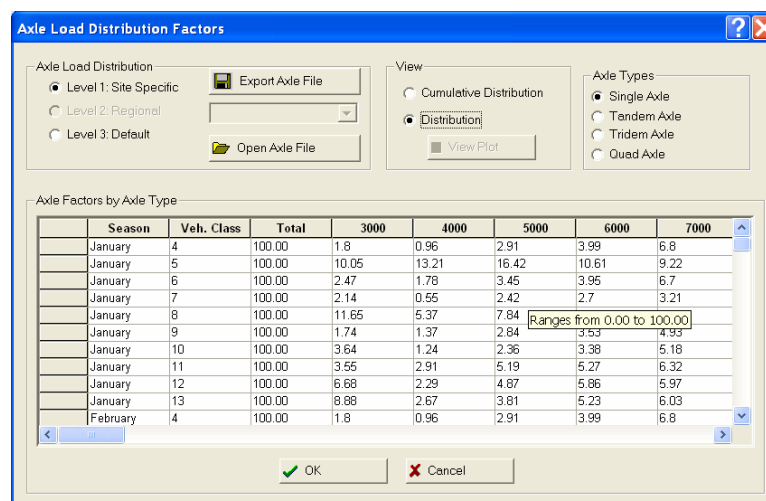 Axle Load Distribution Factors
Axle Load Distribution
Level 1: Site Specific
Level 2: Regional
Level 3: Default
Export Axle File
Open Axle File
View
Cumulative Distribution
Distribution
View Plot
Axle Types
Single Axle
Tandem Axle
Tridem Axle
Quad Axle
Axle Factors by Axle Type
Season Veh. Class Total 3000 4000 5000 6000 7000
January 4 100.00 1.8 0.96 2.91 3.99 6.8
January 5 100.00 10.05 13.21 16.42 10.61 9.22
January 6 100.00 2.47 1.78 3.45 3.95 6.7
January 7 100.00 2.14 0.55 2.42 2.7 3.21
January 8 100.00 11.65 5.37 7.84
Ranges from 0.00 to 100.00
January 9 100.00 1.74 1.37 2.84 3.53 4.93
January 10 100.00 3.64 1.24 2.36 3.38 5.18
January 11 100.00 3.55 2.91 5.19 5.27 6.32
January 12 100.00 6.68 2.29 4.87 5.86 5.97
January 13 100.00 8.88 2.67 3.81 5.23 6.03
February 4 100.00 1.8 0.96 2.91 3.99 6.8
OK
Cancel